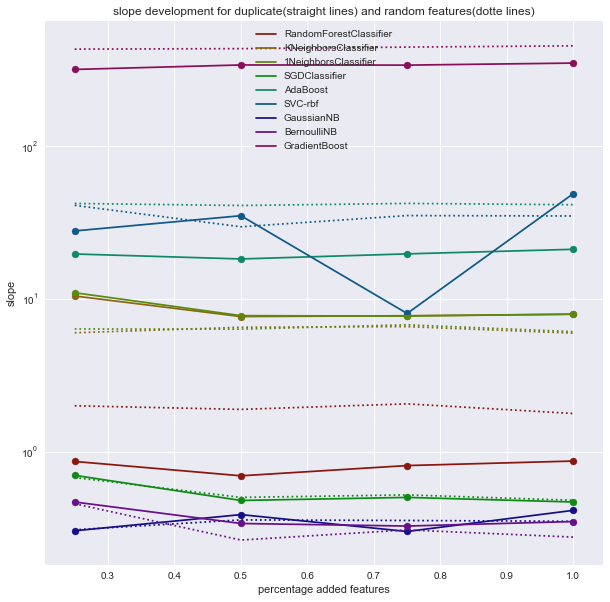 slope development for duplicate(straight lines) and random features(dotte lines)
RandomForestClassifier
KNeighborsClassifier
1NeighborsClassifier
SGDClassifier
AdaBoost
SVC-rbf
GaussianNB
BernoulliNB
GradientBoost
10²
10¹
10⁰
slope
0.3 0.4 0.5 0.6 0.7 0.8 0.9 1.0
percentage added features